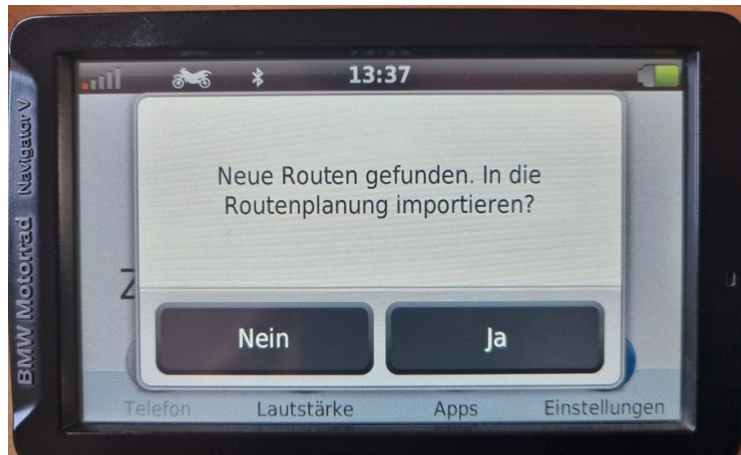 BMW Motorrad Navigator V
13:37
Neue Routen gefunden. In die
Routenplanung importieren?
Z
Nein
Ja
Telefon Lautstärke Apps Einstellungen